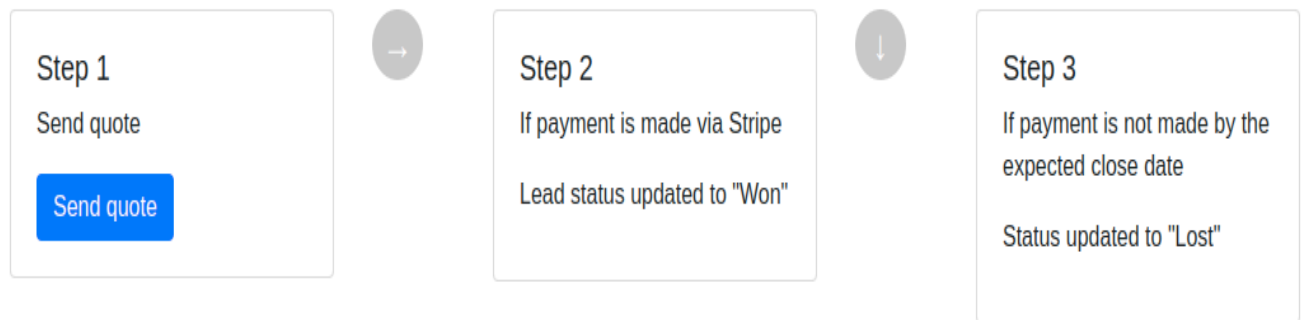 Step 1
Send quote
Send quote
→
Step 2
If payment is made via Stripe
Lead status updated to "Won"
↓
Step 3
If payment is not made by the
expected close date
Status updated to "Lost"